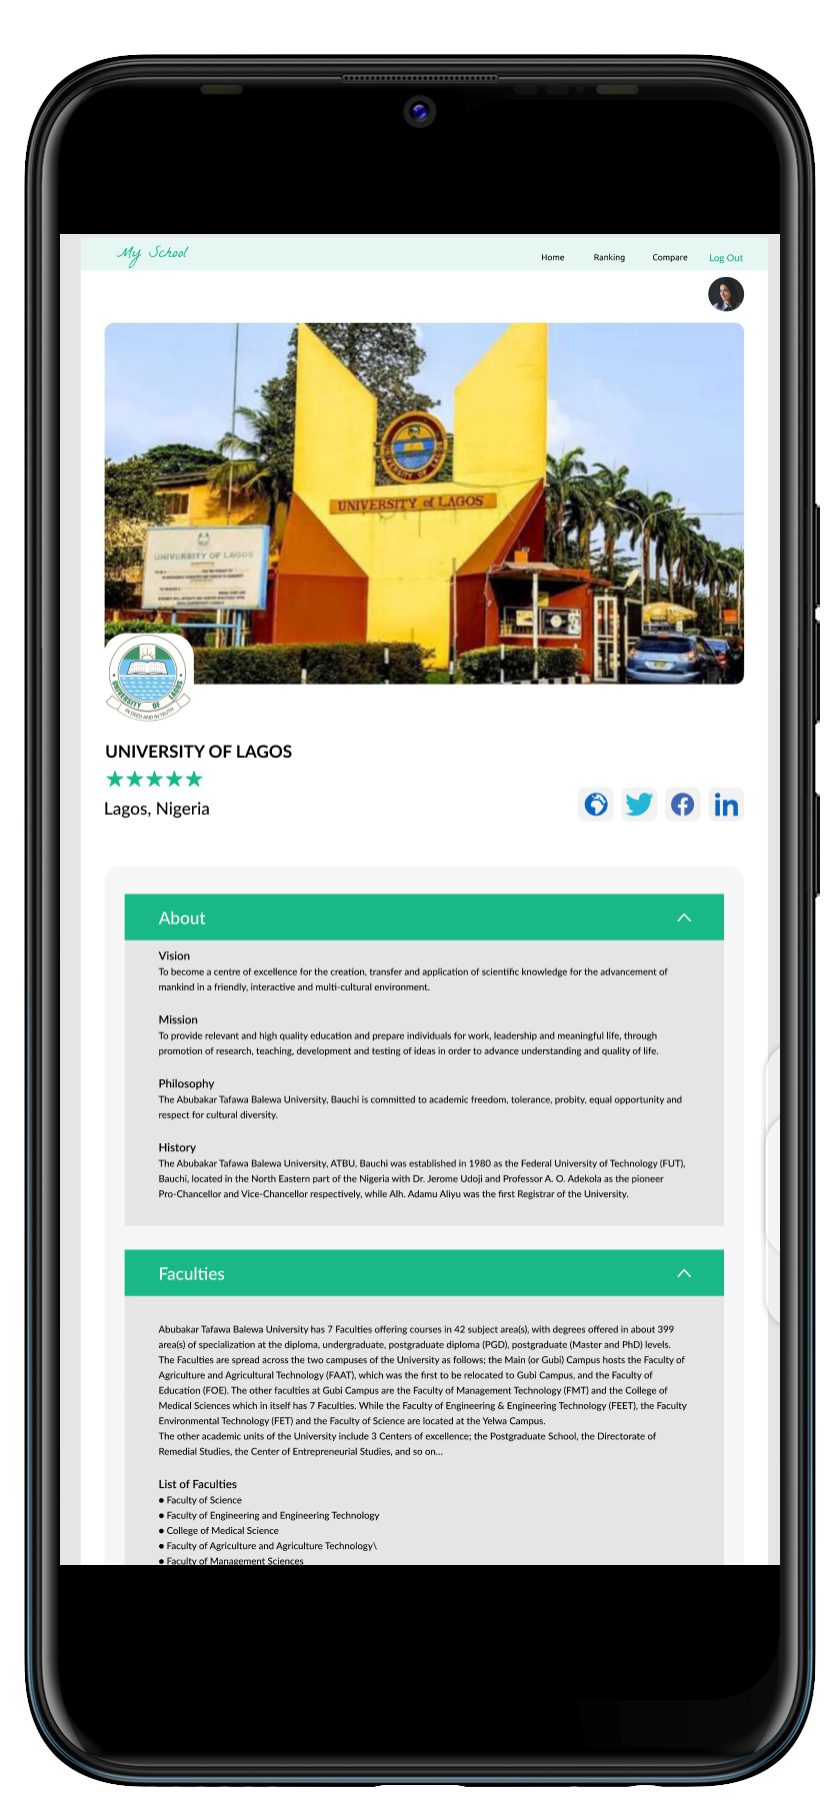 My School
Home Ranking Compare Log Out
UNIVERSITY OF LAGOS
UNIVERSITY of LAGOS
UNIVERSITY OF LAGOS
UNIVERSITY OF LAGOS
IN DEED AND IN TRUTH
UNIVERSITY OF LAGOS
Lagos, Nigeria
in
About
Vision
To become a centre of excellence for the creation, transfer and application of scientific knowledge for the advancement of
mankind in a friendly, interactive and multi-cultural environment.
Mission
To provide relevant and high quality education and prepare individuals for work, leadership and meaningful life, through
promotion of research, teaching, development and testing of ideas in order to advance understanding and quality of life.
Philosophy
The Abubakar Tafawa Balewa University, Bauchi is committed to academic freedom, tolerance, probity, equal opportunity and
respect for cultural diversity.
History
The Abubakar Tafawa Balewa University, ATBU, Bauchi was established in 1980 as the Federal University of Technology (FUT),
Bauchi, located in the North Eastern part of the Nigeria with Dr. Jerome Udoji and Professor A. O. Adekola as the pioneer
Pro-Chancellor and Vice-Chancellor respectively, while Alh. Adamu Aliyu was the first Registrar of the University.
Faculties
Abubakar Tafawa Balewa University has 7 Faculties offering courses in 42 subject area(s), with degrees offered in about 399
area(s) of specialization at the diploma, undergraduate, postgraduate diploma (PGD), postgraduate (Master and PhD) levels.
The Faculties are spread across the two campuses of the University as follows; the Main (or Gubi) Campus hosts the Faculty of
Agriculture and Agricultural Technology (FAAT), which was the first to be relocated to Gubi Campus, and the Faculty of
Education (FOE). The other faculties at Gubi Campus are the Faculty of Management Technology (FMT) and the College of
Medical Sciences which in itself has 7 Faculties. While the Faculty of Engineering & Engineering Technology (FEET), the Faculty
Environmental Technology (FET) and the Faculty of Science are located at the Yelwa Campus.
The other academic units of the University include 3 Centers of excellence; the Postgraduate School, the Directorate of
Remedial Studies, the Center of Entrepreneurial Studies, and so on...
List of Faculties
● Faculty of Science
● Faculty of Engineering and Engineering Technology
● College of Medical Science
● Faculty of Agriculture and Agriculture Technology\
● Faculty of Management Sciences